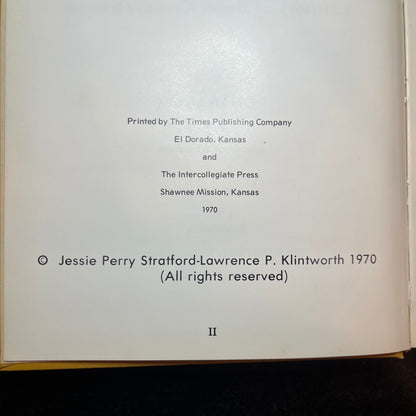 Printed by The Times Publishing Company
El Dorado, Kansas
and
The Intercollegiate Press
Shawnee Mission, Kansas
1970
© Jessie Perry Stratford-Lawrence P. Klintworth 1970
(All rights reserved)
II